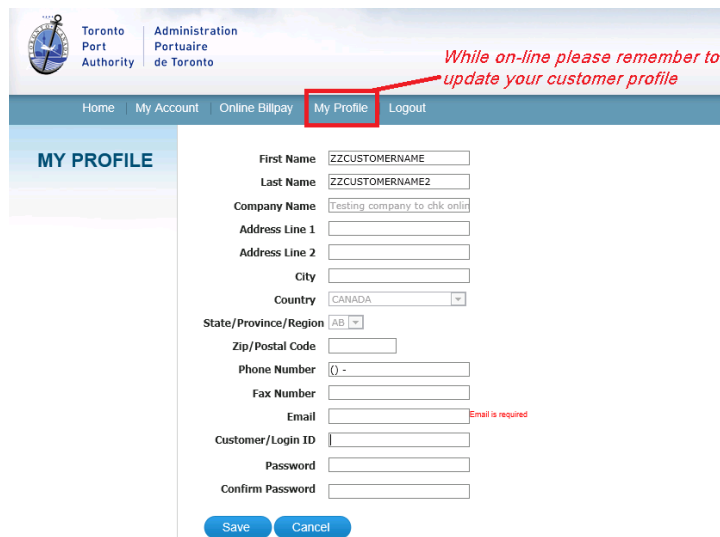 Toronto
Port
Authority
Administration
Portuaire
de Toronto
While on-line please remember to
update your customer profile
Home My Account Online Billpay My Profile Logout
MY PROFILE
First Name ZZCUSTOMERNAME
Last Name ZZCUSTOMERNAME2
Company Name Testing company to chk onlin
Address Line 1
Address Line 2
City
Country CANADA
State/Province/Region AB
Zip/Postal Code
Phone Number () -
Fax Number
Email Email is required
Customer/Login ID
Password
Confirm Password
Save Cancel